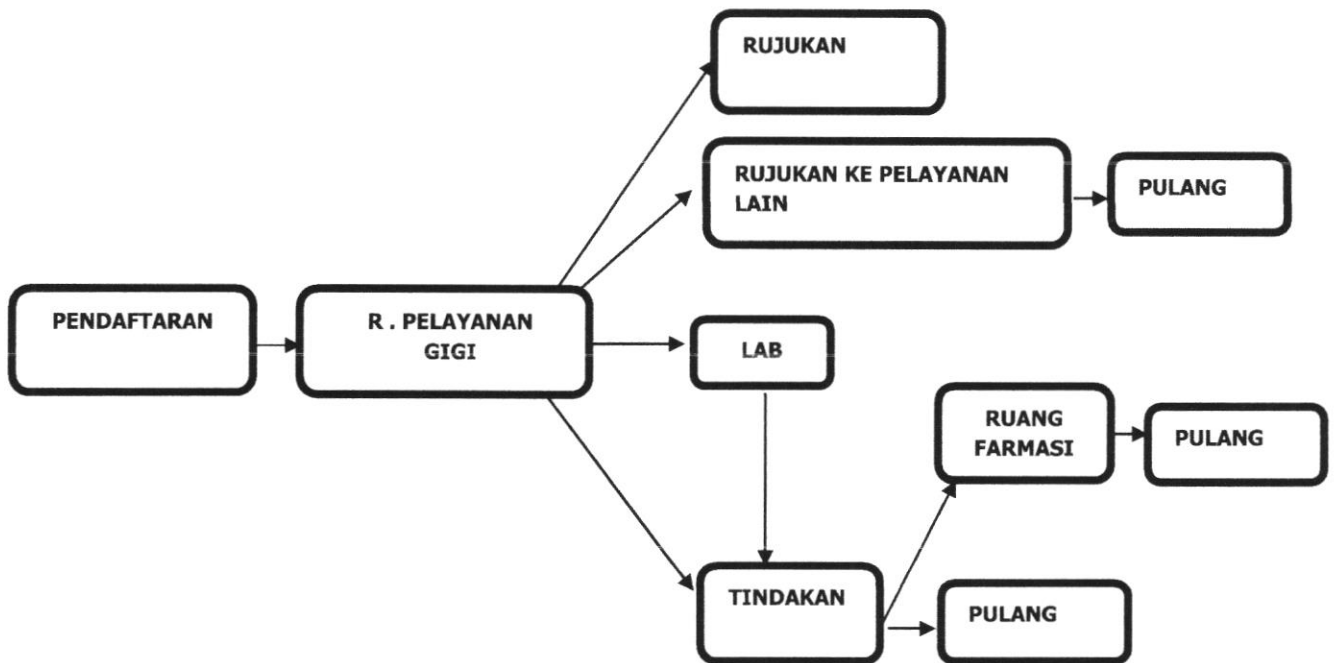 RUJUKAN
RUJUKAN KE PELAYANAN
LAIN
PULANG
PENDAFTARAN
R . PELAYANAN
GIGI
LAB
RUANG
FARMASI
PULANG
TINDAKAN
PULANG